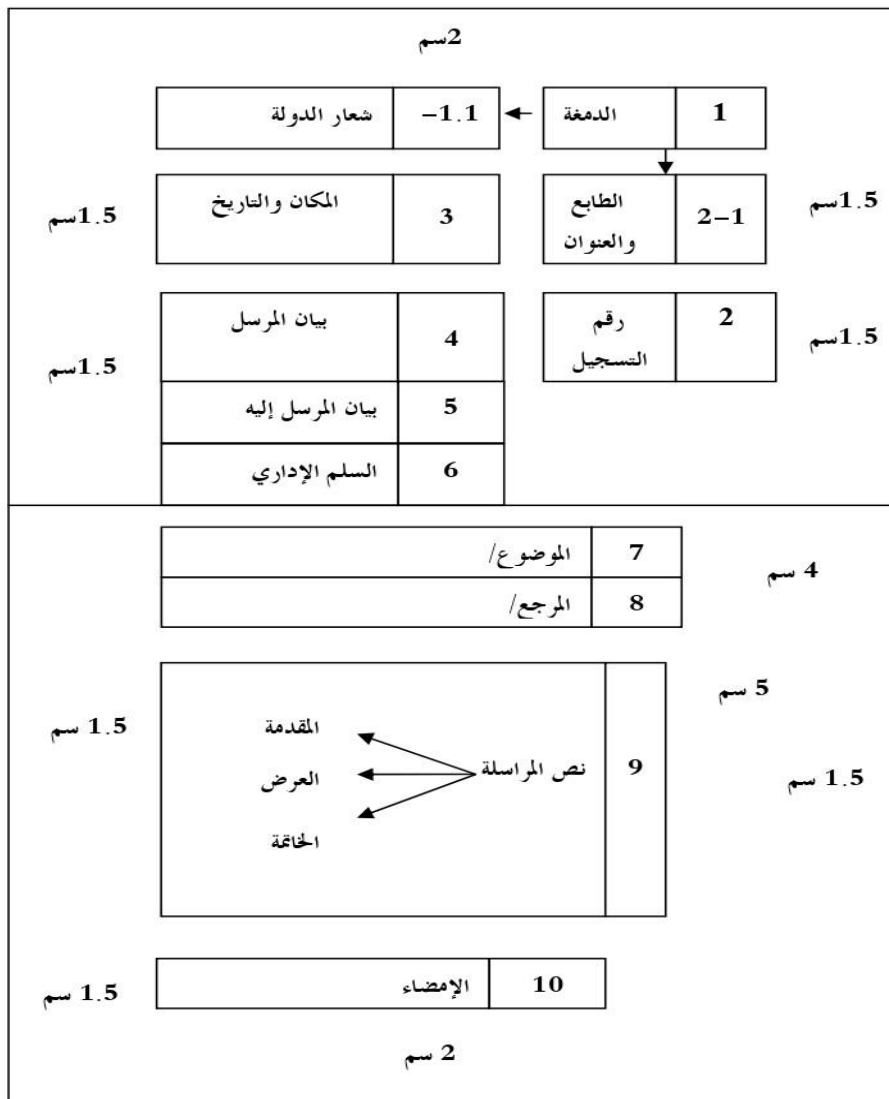 2سم
1 الدمغة
1.1– شعار الدولة
1.5سم
2–1 الطابع
والعنوان
3 المكان والتاريخ
1.5سم
1.5سم
2 رقم
التسجيل
4 بيان المرسل
1.5سم
5 بيان المرسل إليه
6 السلم الإداري
7 الموضوع/
4 سم
8 المرجع/
5 سم
1.5 سم
9 نص المراسلة
المقدمة
العرض
الخاتمة
1.5 سم
10 الإمضاء
1.5 سم
2 سم